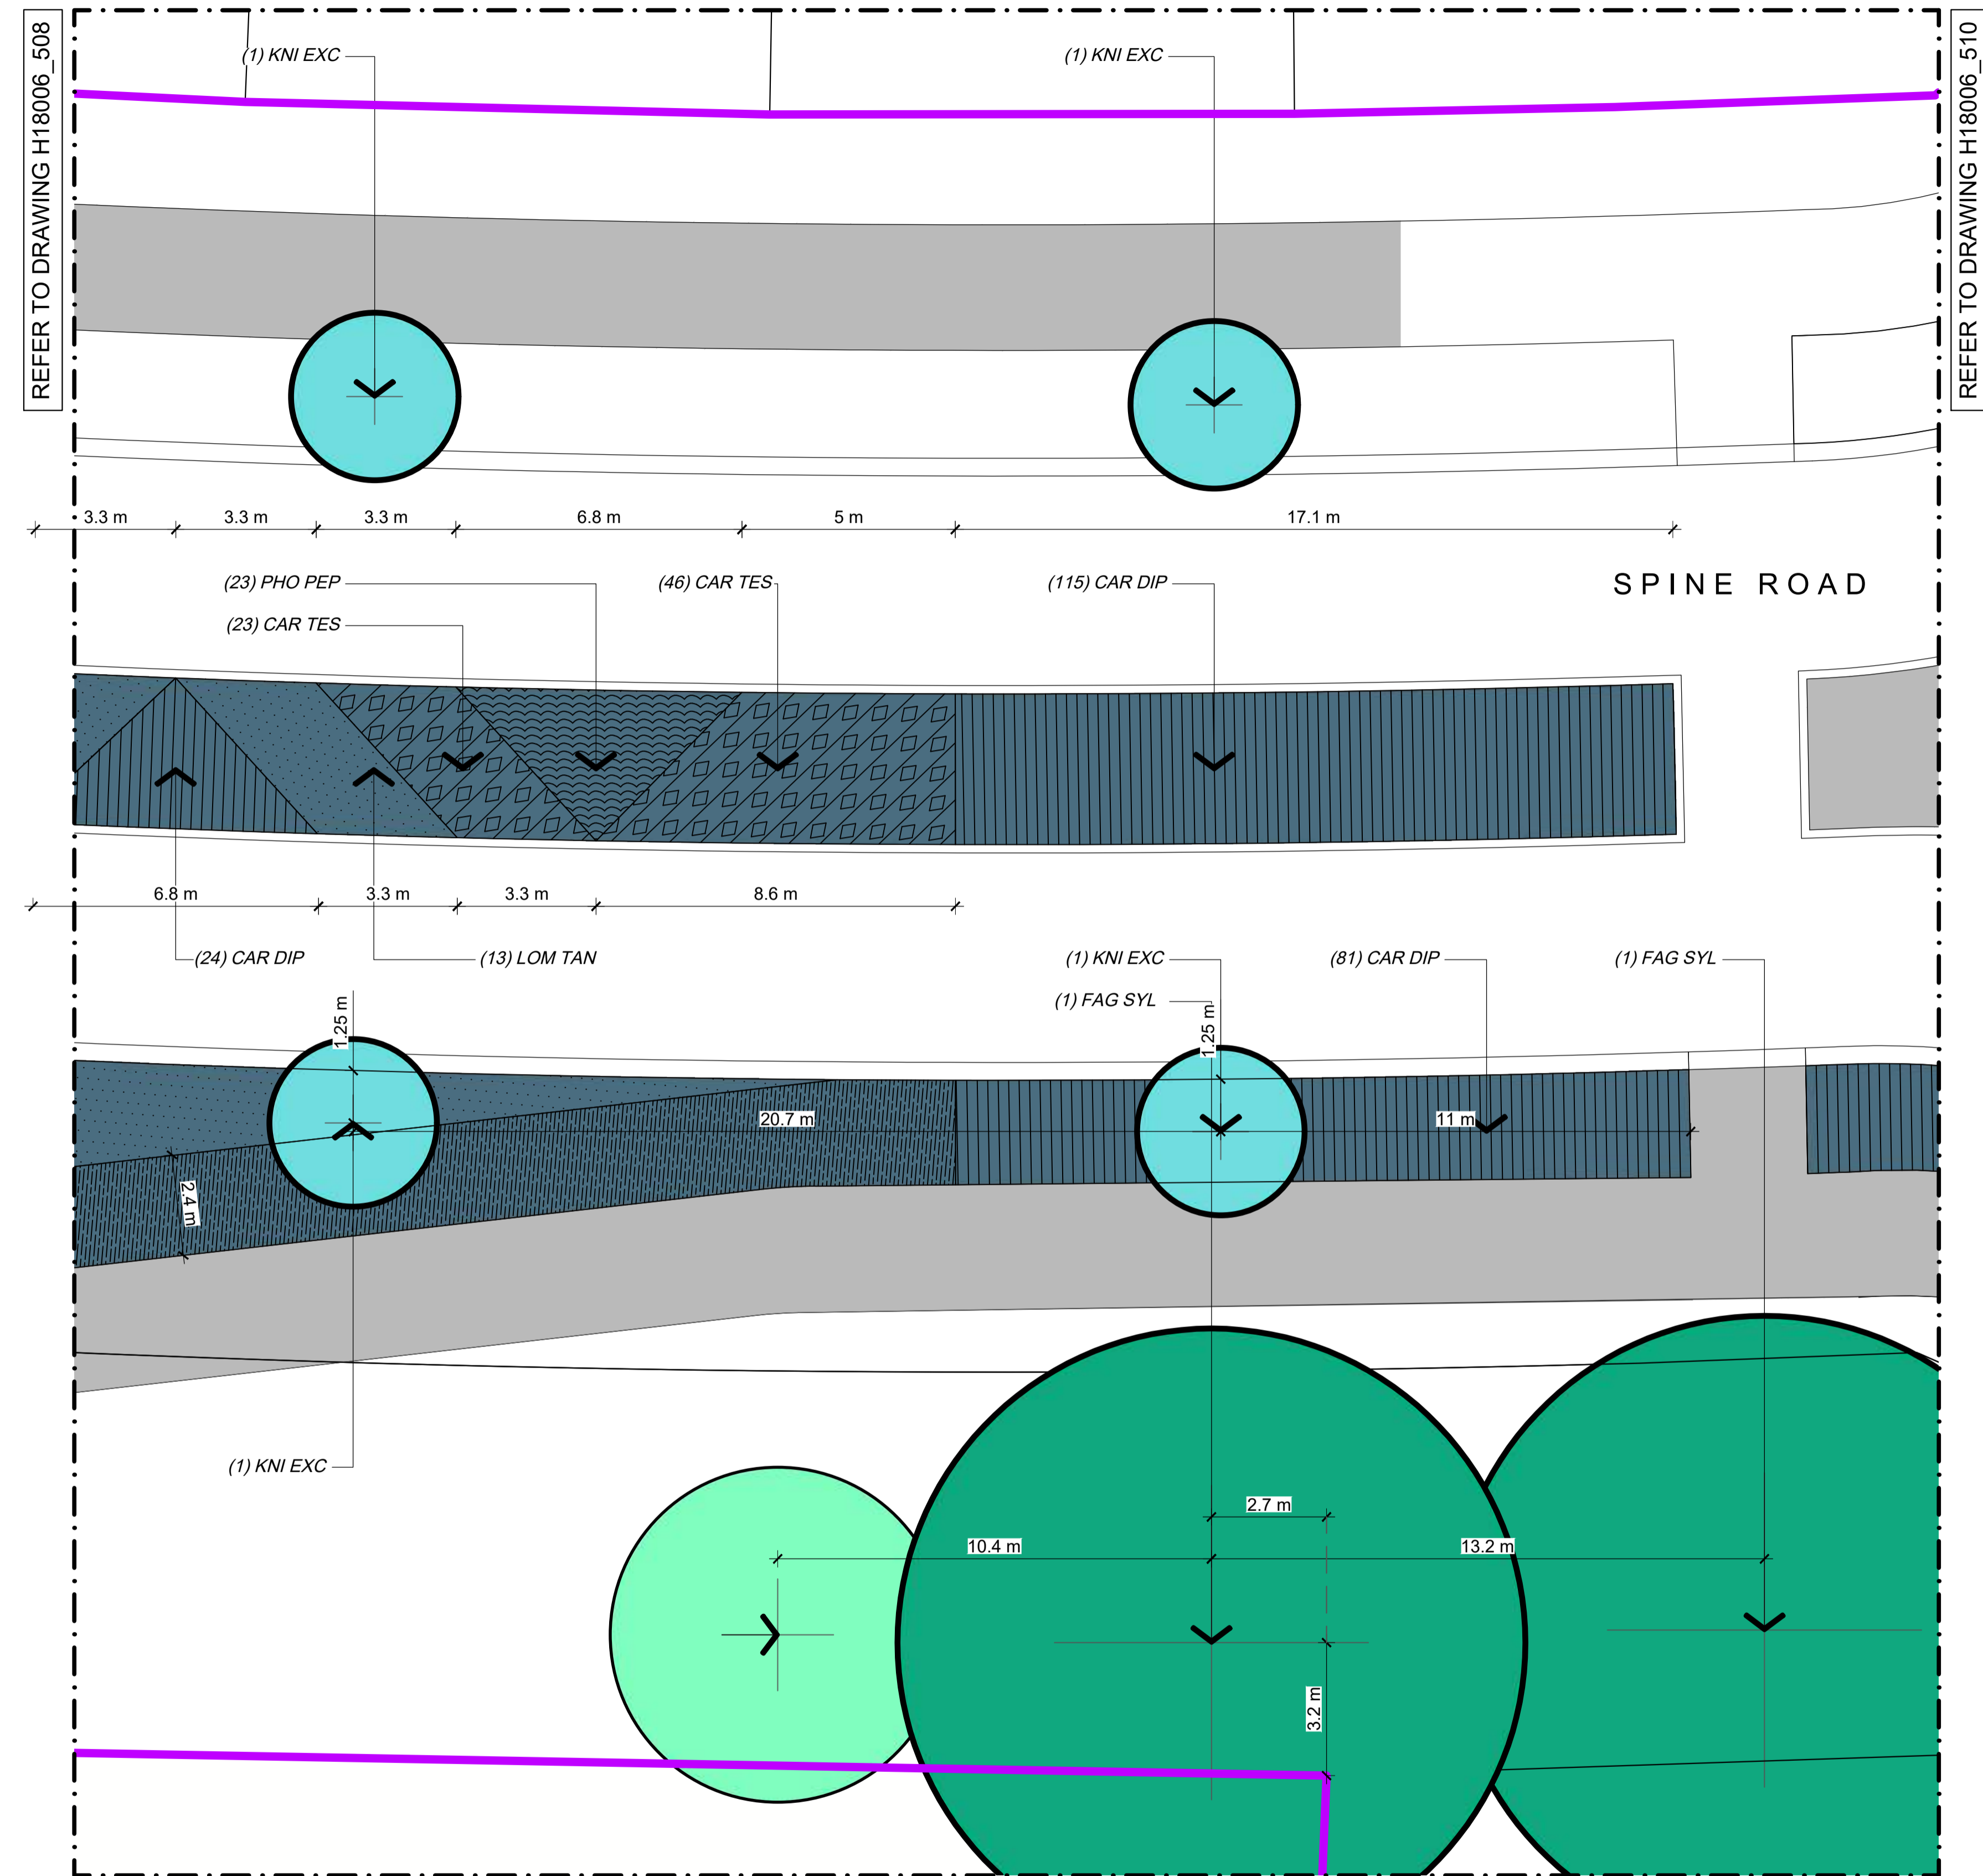 REFER TO DRAWING H18006_508
REFER TO DRAWING H18006_510
(1) KNI EXC
(1) KNI EXC
3.3 m
3.3 m
3.3 m
6.8 m
5 m
17.1 m
(23) PHO PEP
(46) CAR TES
(115) CAR DIP
SPINE ROAD
(23) CAR TES
6.8 m
3.3 m
3.3 m
8.6 m
(24) CAR DIP
(13) LOM TAN
(1) KNI EXC
(81) CAR DIP
(1) FAG SYL
(1) FAG SYL
1.25 m
1.25 m
20.7 m
11 m
2.4 m
(1) KNI EXC
2.7 m
10.4 m
13.2 m
3.2 m